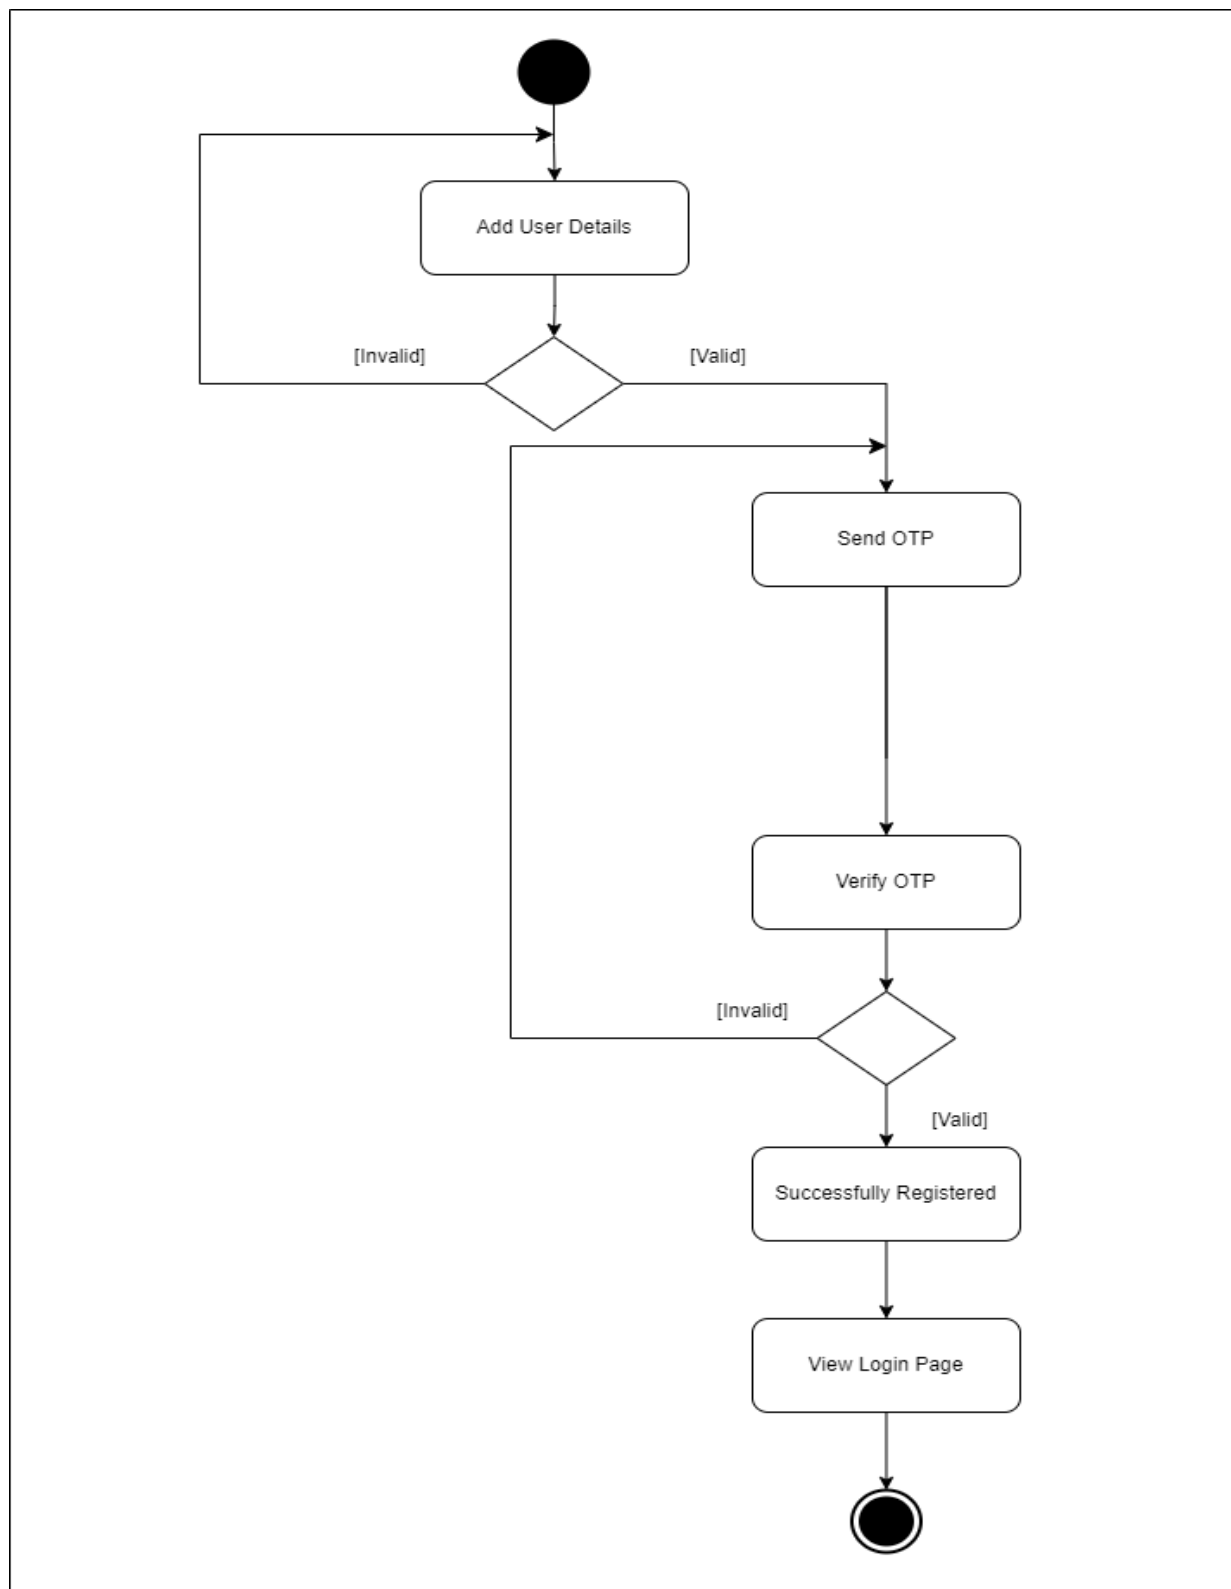 Add User Details
[Invalid]
[Valid]
Send OTP
Verify OTP
[Invalid]
[Valid]
Successfully Registered
View Login Page